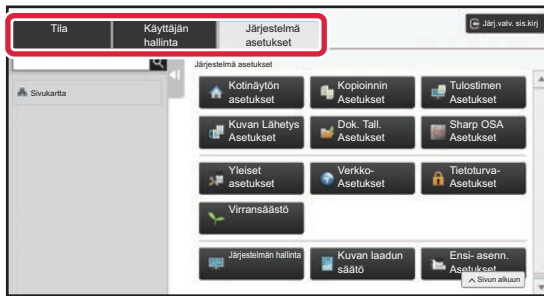 Tila
Käyttäjän hallinta
Järjestelmä asetukset
Järj.valv. sis.kirj
Järjestelmä asetukset
Sivukartta
Kotinäytön asetukset
Kopioinnin Asetukset
Tulostimen Asetukset
Kuvan Lähetys Asetukset
Dok. Tall. Asetukset
Sharp OSA Asetukset
Yleiset asetukset
Verkko-Asetukset
Tietoturva-Asetukset
Virransäästö
Järjestelmän hallinta
Kuvan laadun säätö
Ensi- asenn. Asetukset
Sivun alkuun